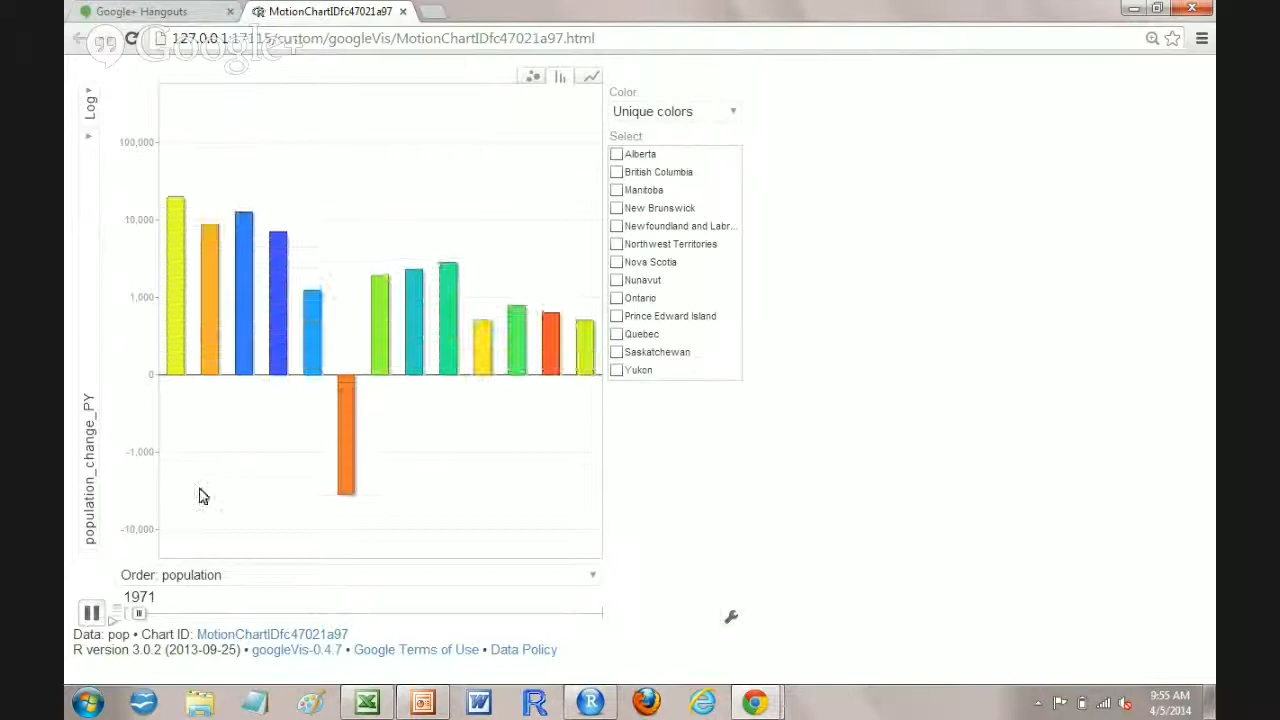 Google+ Hangouts
MotionChartIDfc47021a97
127.0.0.1:17115/custom/googleVis/MotionChartIDfc47021a97.html
Google+
Color
Unique colors
Select
Alberta
British Columbia
Manitoba
New Brunswick
Newfoundland and Labr...
Northwest Territories
Nova Scotia
Nunavut
Ontario
Prince Edward Island
Quebec
Saskatchewan
Yukon
Log
100,000
10,000
1,000
0
-1,000
-10,000
population_change_PY
Order: population
1971
Data: pop • Chart ID: MotionChartIDfc47021a97
R version 3.0.2 (2013-09-25) • googleVis-0.4.7 • Google Terms of Use • Data Policy
9:55 AM
4/5/2014